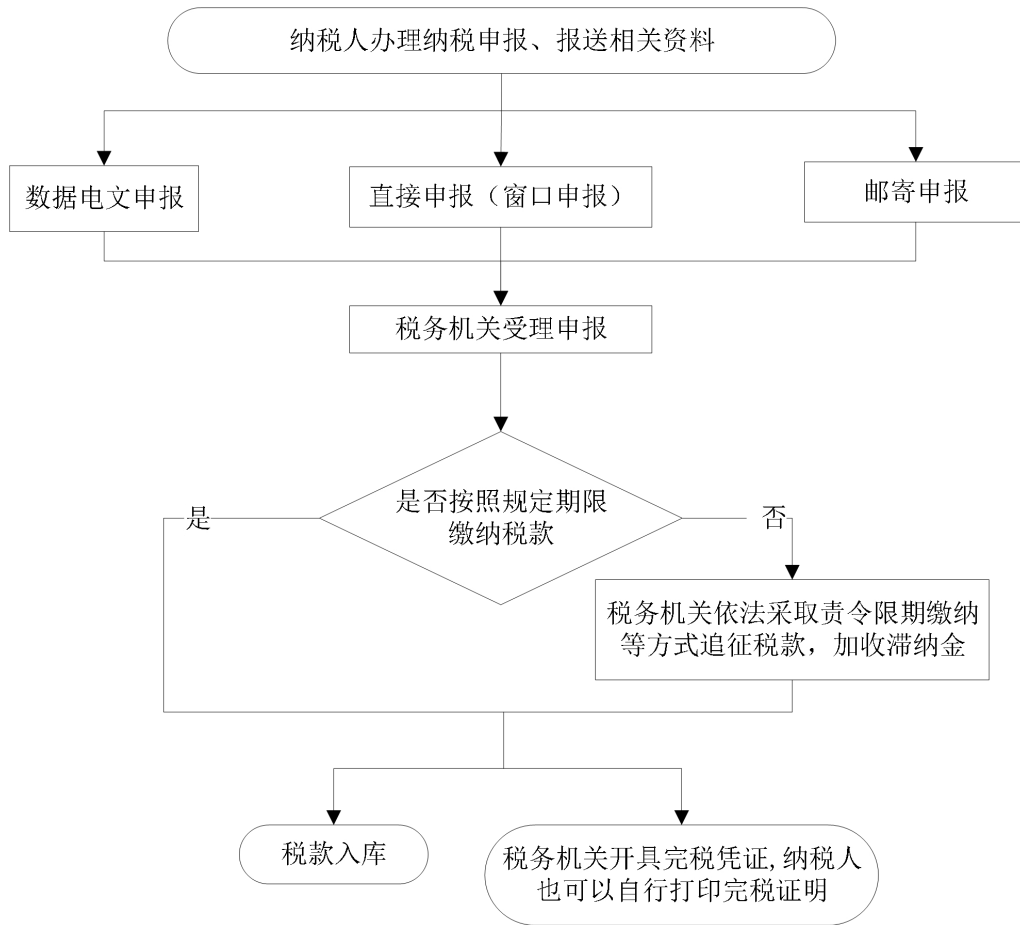 纳税人办理纳税申报、报送相关资料
数据电文申报
直接申报（窗口申报）
邮寄申报
税务机关受理申报
是否按照规定期限
缴纳税款
是
否
税务机关依法采取责令限期缴纳
等方式追征税款，加收滞纳金
税款入库
税务机关开具完税凭证,纳税人
也可以自行打印完税证明